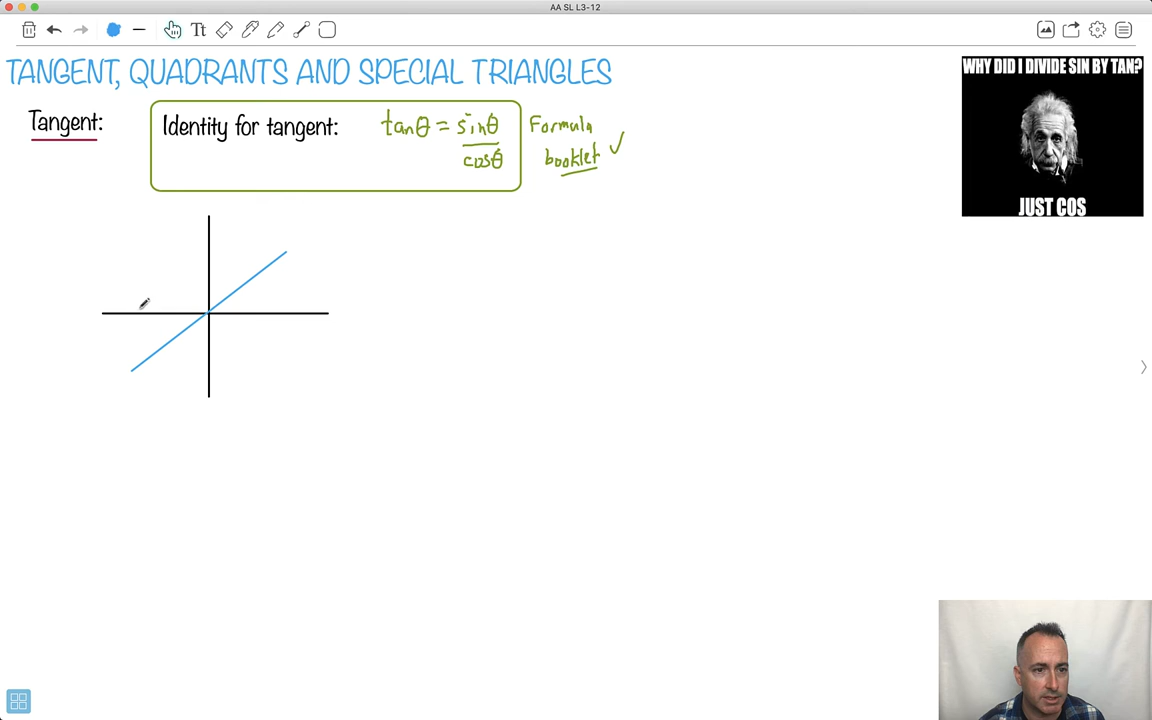 AA SL L3-12
Tt
TANGENT, QUADRANTS AND SPECIAL TRIANGLES
WHY DID I DIVIDE SIN BY TAN?
JUST COS
Tangent:
Identity for tangent: tanθ = sinθ
cosθ
Formula
booklet ✓